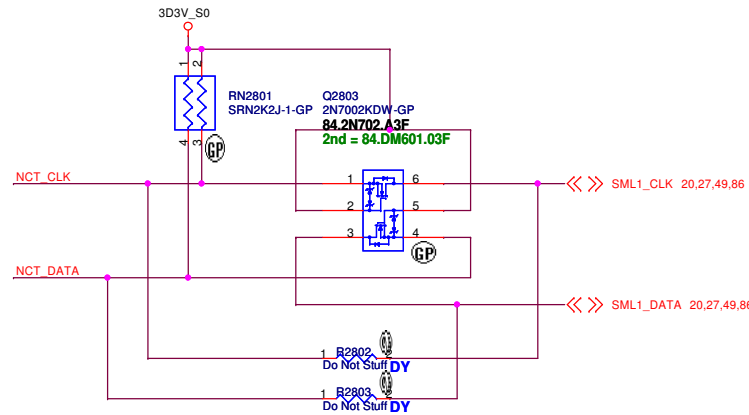 3D3V_S0
1 2
RN2801
SRN2K2J-1-GP
4 3
GP
Q2803
2N7002KDW-GP
84.2N702.A3F
2nd = 84.DM601.03F
NCT_CLK
1 6
SML1_CLK 20,27,49,86
2 5
3 4
GP
NCT_DATA
SML1_DATA 20,27,49,86
1 R2802 2
Do Not Stuff DY
1 R2803 2
Do Not Stuff DY